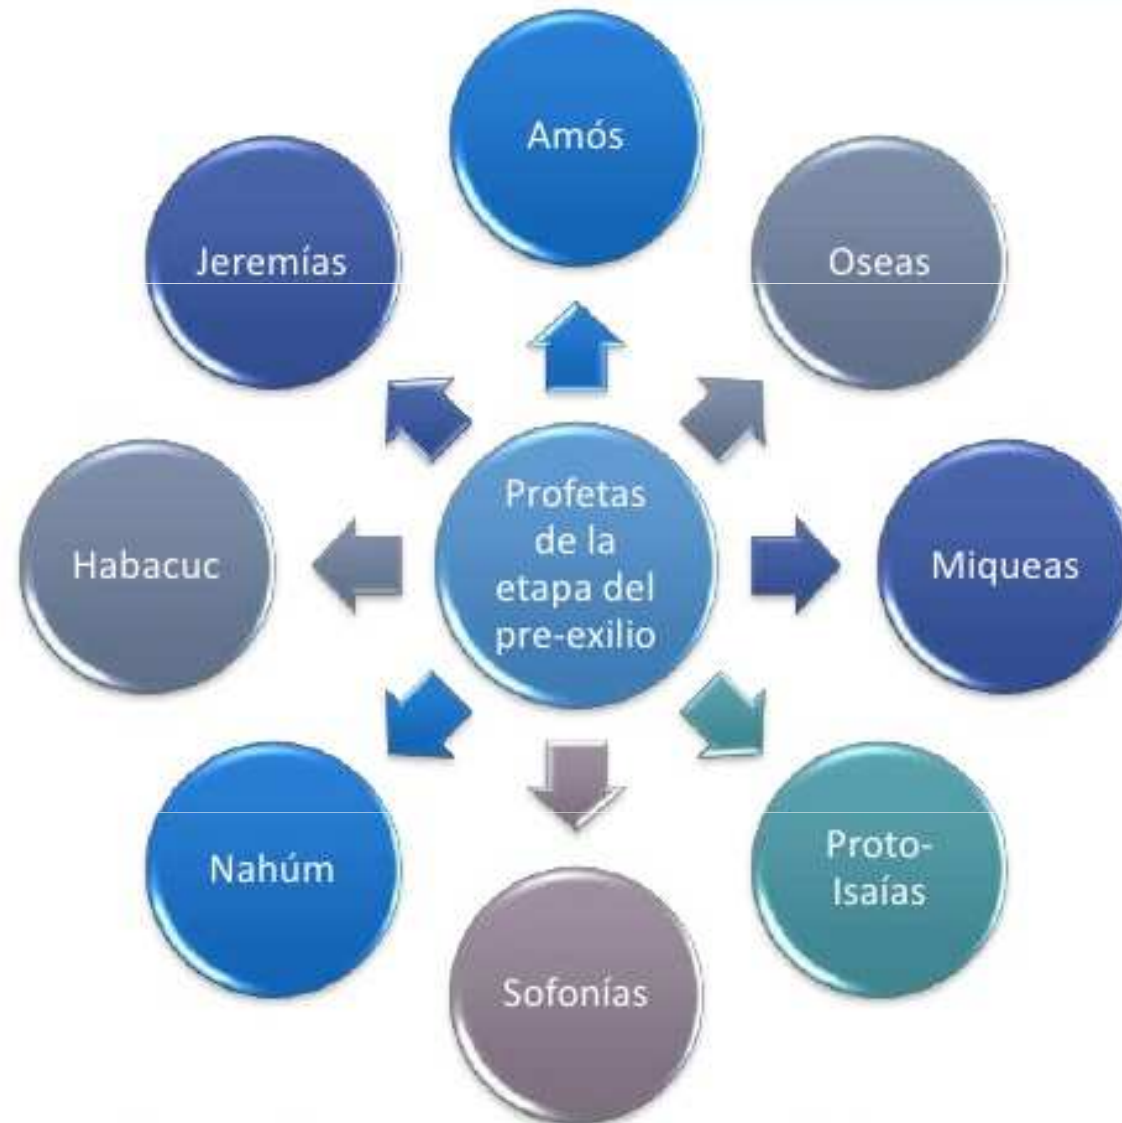 Amós
Jeremías
Oseas
Habacuc
Profetas
de la
etapa del
pre-exilio
Miqueas
Nahúm
Proto-
Isaías
Sofonías